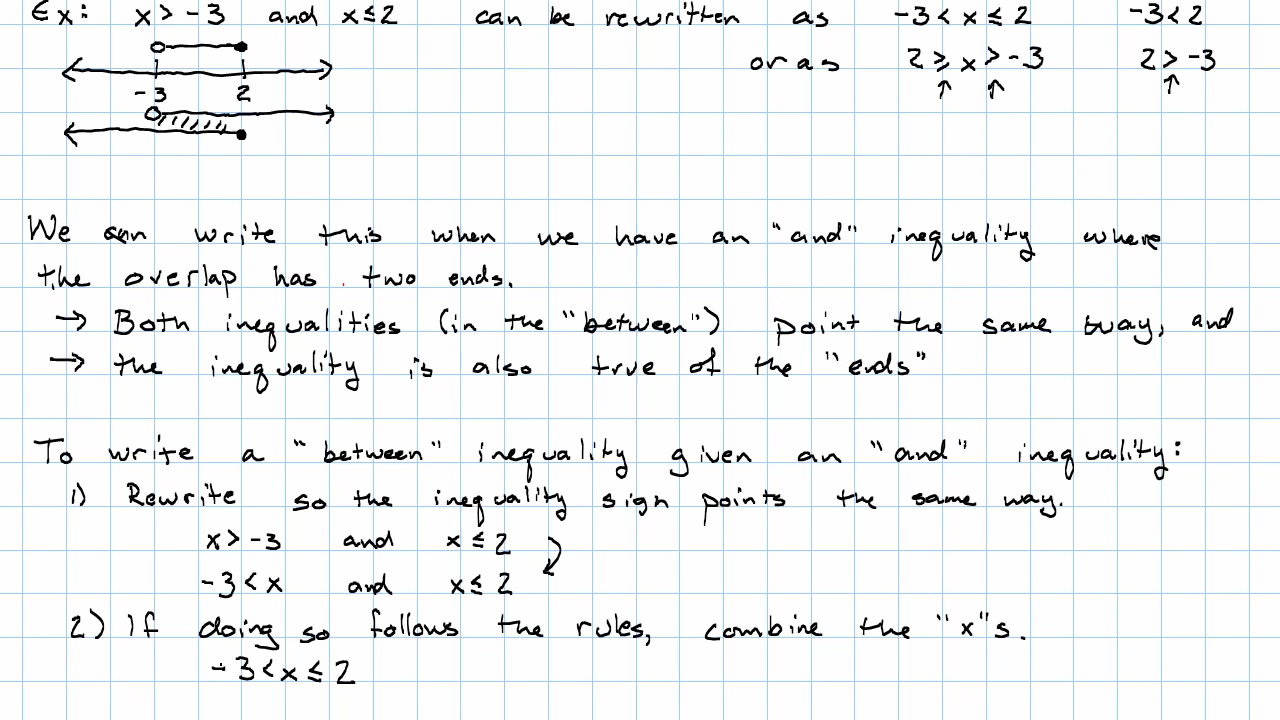 Ex: x > -3 and x ≤ 2 can be rewritten as -3 < x ≤ 2 -3 < 2
or as 2 ≥ x > -3 2 > -3
-3 2
We can write this when we have an "and" inequality where
the overlap has two ends.
→ Both inequalities (in the "between") point the same way, and
→ the inequality is also true of the "ends"
To write a "between" inequality given an "and" inequality:
1) Rewrite so the inequality sign points the same way.
x > -3 and x ≤ 2
-3 < x and x ≤ 2
2) If doing so follows the rules, combine the "x"s.
-3 < x ≤ 2